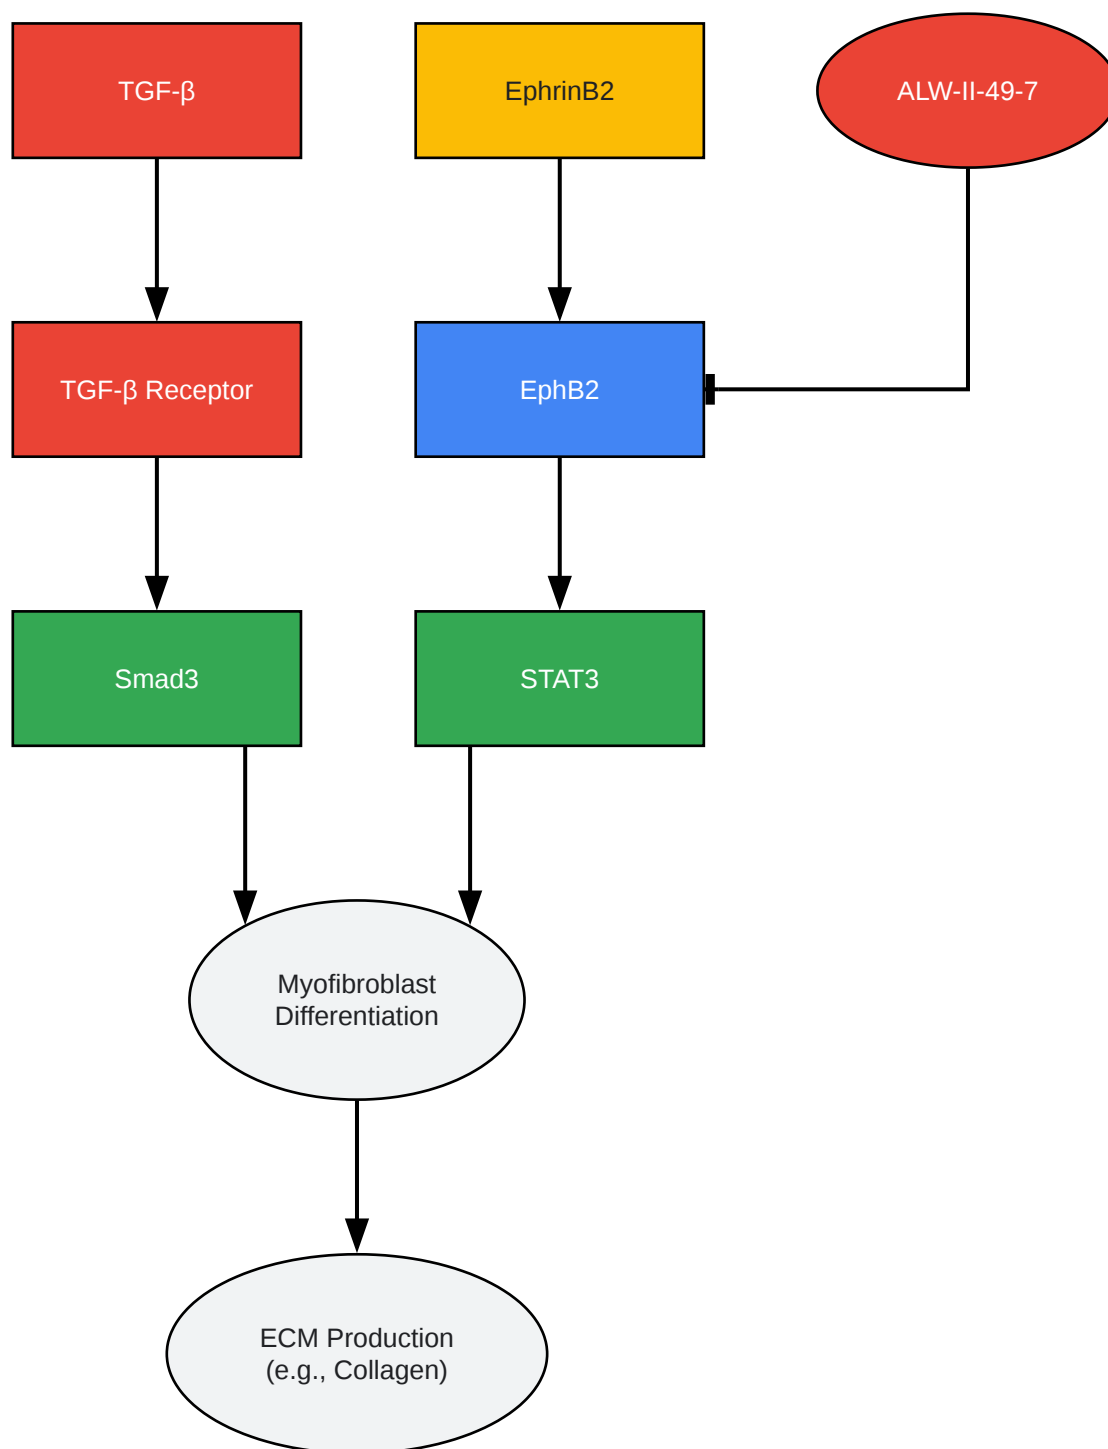 TGF-β
EphrinB2
ALW-II-49-7
TGF-β Receptor
EphB2
Smad3
STAT3
Myofibroblast
Differentiation
ECM Production
(e.g., Collagen)